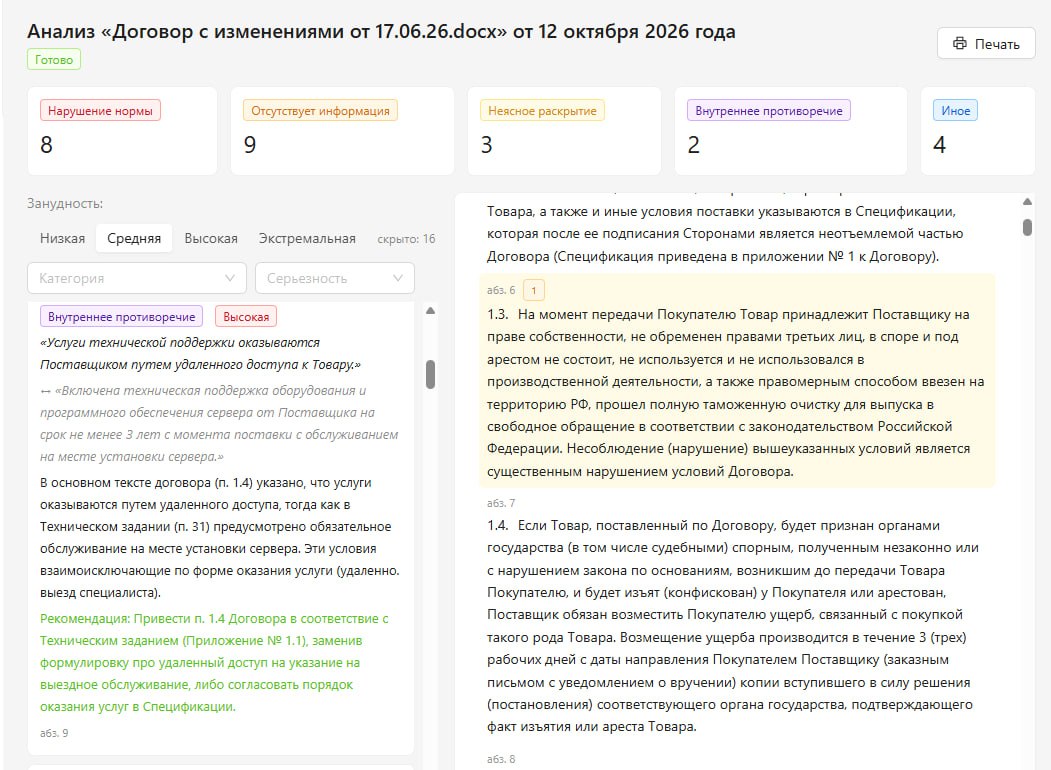 Анализ «Договор с изменениями от 17.06.26.docx» от 12 октября 2026 года
Готово
Печать
Нарушение нормы
8
Отсутствует информация
9
Неясное раскрытие
3
Внутреннее противоречие
2
Иное
4
Занудность:
Низкая Средняя Высокая Экстремальная скрыто: 16
Категория
Серьезность
Внутреннее противоречие Высокая
«Услуги технической поддержки оказываются
Поставщиком путем удаленного доступа к Товару.»
↔ «Включена техническая поддержка оборудования и
программного обеспечения сервера от Поставщика на
срок не менее 3 лет с момента поставки с обслуживанием
на месте установки сервера.»
В основном тексте договора (п. 1.4) указано, что услуги
оказываются путем удаленного доступа, тогда как в
Техническом задании (п. 31) предусмотрено обязательное
обслуживание на месте установки сервера. Эти условия
взаимоисключающие по форме оказания услуги (удаленно.
выезд специалиста).
Рекомендация: Привести п. 1.4 Договора в соответствие с
Техническим заданием (Приложение № 1.1), заменив
формулировку про удаленный доступ на указание на
выездное обслуживание, либо согласовать порядок
оказания услуг в Спецификации.
абз. 9
Товара, а также и иные условия поставки указываются в Спецификации,
которая после ее подписания Сторонами является неотъемлемой частью
Договора (Спецификация приведена в приложении № 1 к Договору).
абз. 6 1
1.3. На момент передачи Покупателю Товар принадлежит Поставщику на
праве собственности, не обременен правами третьих лиц, в споре и под
арестом не состоит, не используется и не использовался в
производственной деятельности, а также правомерным способом ввезен на
территорию РФ, прошел полную таможенную очистку для выпуска в
свободное обращение в соответствии с законодательством Российской
Федерации. Несоблюдение (нарушение) вышеуказанных условий является
существенным нарушением условий Договора.
абз. 7
1.4. Если Товар, поставленный по Договору, будет признан органами
государства (в том числе судебными) спорным, полученным незаконно или
с нарушением закона по основаниям, возникшим до передачи Товара
Покупателю, и будет изъят (конфискован) у Покупателя или арестован,
Поставщик обязан возместить Покупателю ущерб, связанный с покупкой
такого рода Товара. Возмещение ущерба производится в течение 3 (трех)
рабочих дней с даты направления Покупателем Поставщику (заказным
письмом с уведомлением о вручении) копии вступившего в силу решения
(постановления) соответствующего органа государства, подтверждающего
факт изъятия или ареста Товара.
абз. 8